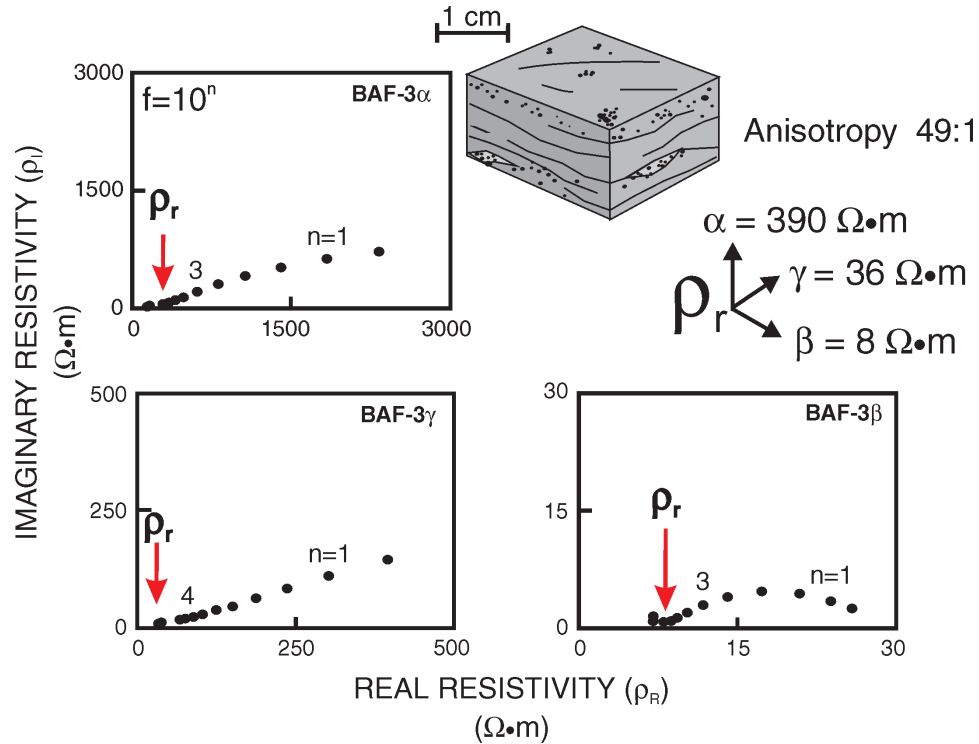 1 cm
3000
f=10ⁿ
BAF-3α
1500
ρr
3
n=1
0
0
1500
3000
Anisotropy 49:1
α = 390 Ω•m
γ = 36 Ω•m
ρr
β = 8 Ω•m
IMAGINARY RESISTIVITY (ρI)
(Ω•m)
500
BAF-3γ
250
ρr
4
n=1
0
0
250
500
30
BAF-3β
15
ρr
3
n=1
0
0
15
30
REAL RESISTIVITY (ρR)
(Ω•m)